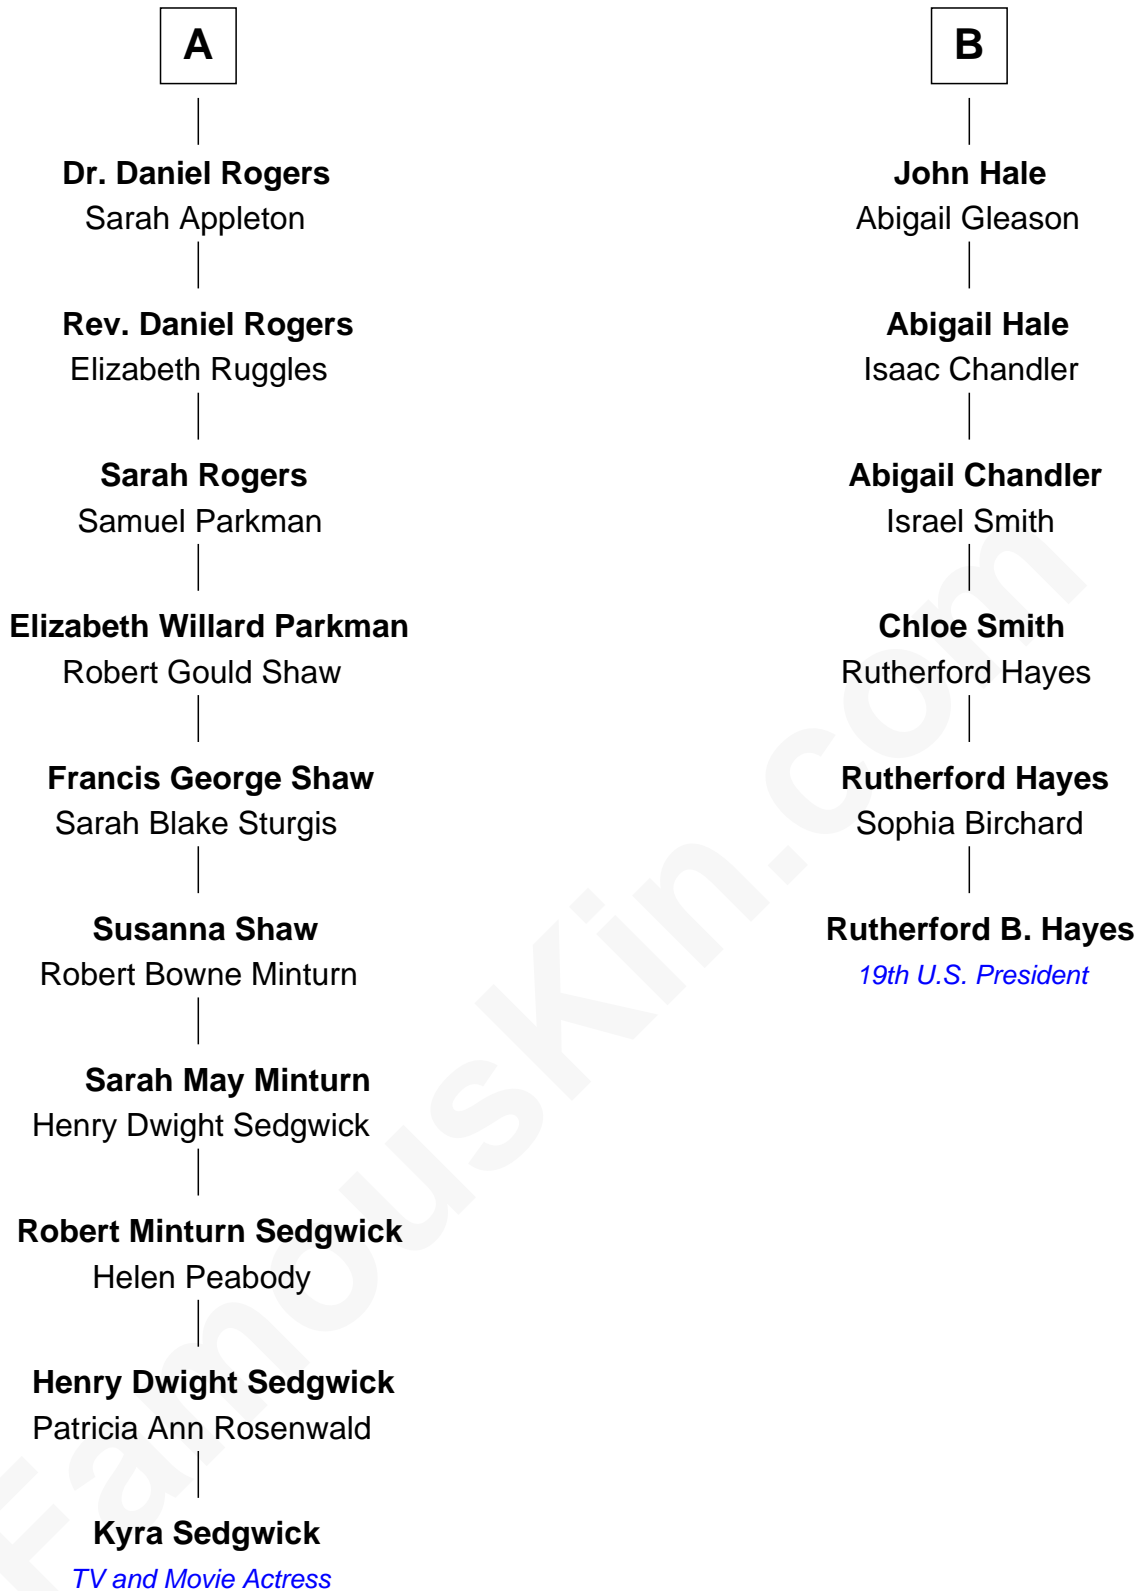 A
Dr. Daniel Rogers
Sarah Appleton
Rev. Daniel Rogers
Elizabeth Ruggles
Sarah Rogers
Samuel Parkman
Elizabeth Willard Parkman
Robert Gould Shaw
Francis George Shaw
Sarah Blake Sturgis
Susanna Shaw
Robert Bowne Minturn
Sarah May Minturn
Henry Dwight Sedgwick
Robert Minturn Sedgwick
Helen Peabody
Henry Dwight Sedgwick
Patricia Ann Rosenwald
Kyra Sedgwick
TV and Movie Actress
B
John Hale
Abigail Gleason
Abigail Hale
Isaac Chandler
Abigail Chandler
Israel Smith
Chloe Smith
Rutherford Hayes
Rutherford Hayes
Sophia Birchard
Rutherford B. Hayes
19th U.S. President
FamousKin.com